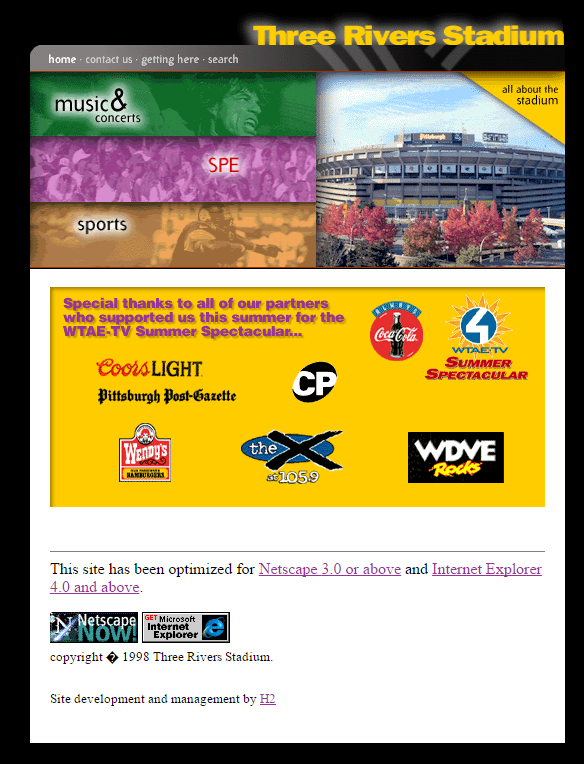 Three Rivers Stadium
home · contact us · getting here · search
all about the
stadium
music&
concerts
SPE
sports
Pittsburgh
Special thanks to all of our partners
who supported us this summer for the
WTAE-TV Summer Spectacular...
ALWAYS
Coca-Cola
4
WTAE·TV
SUMMER
SPECTACULAR
Coors LIGHT
Pittsburgh Post-Gazette
CP
WENDY'S
OLD FASHIONED
HAMBURGERS
the X
at 105.9
WDVE
Rocks
This site has been optimized for Netscape 3.0 or above and Internet Explorer
4.0 and above.
N Netscape
NOW!
GET Microsoft
Internet
Explorer
copyright � 1998 Three Rivers Stadium.
Site development and management by H2